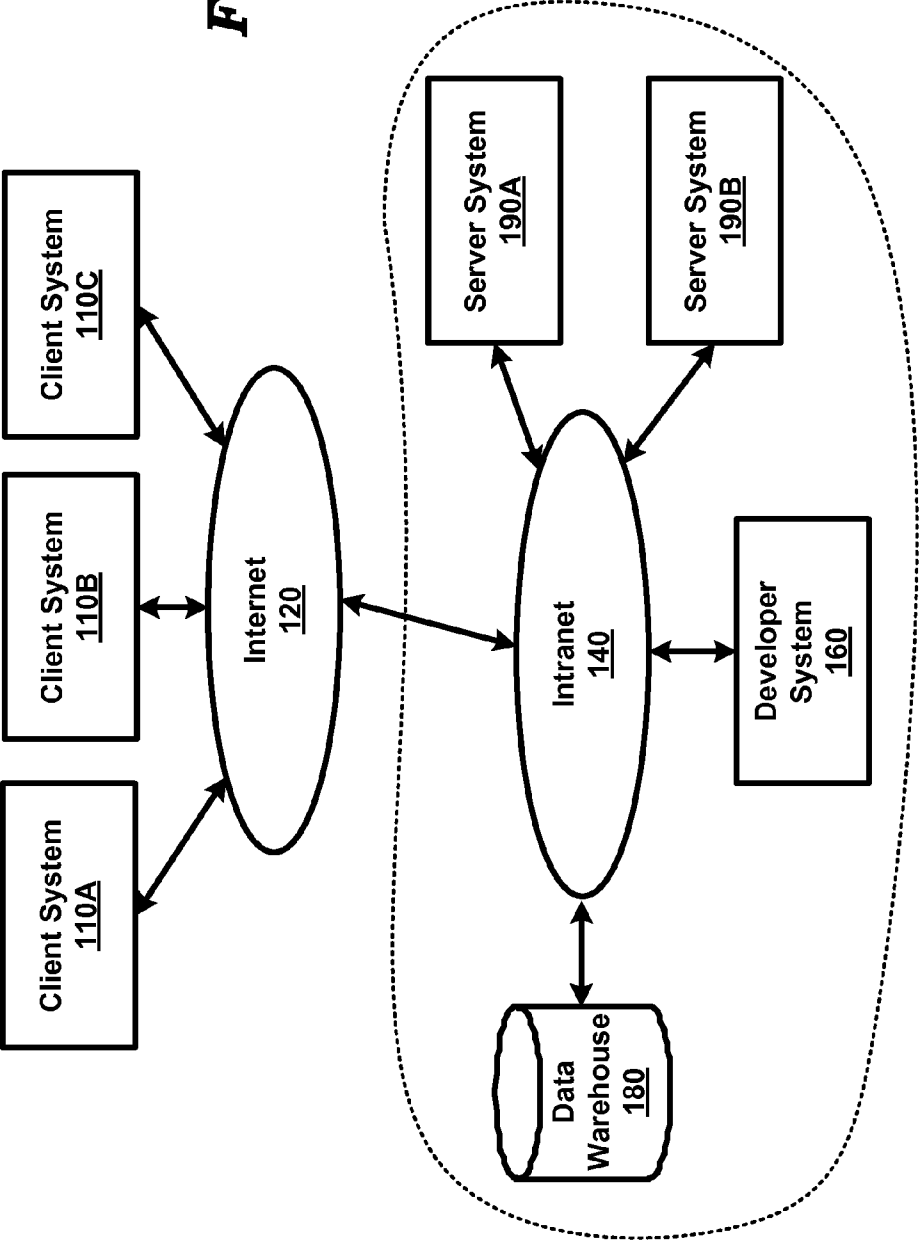 F
Client System
110A
Client System
110B
Client System
110C
Internet
120
Server System
190A
Intranet
140
Server System
190B
Data
Warehouse
180
Developer
System
160